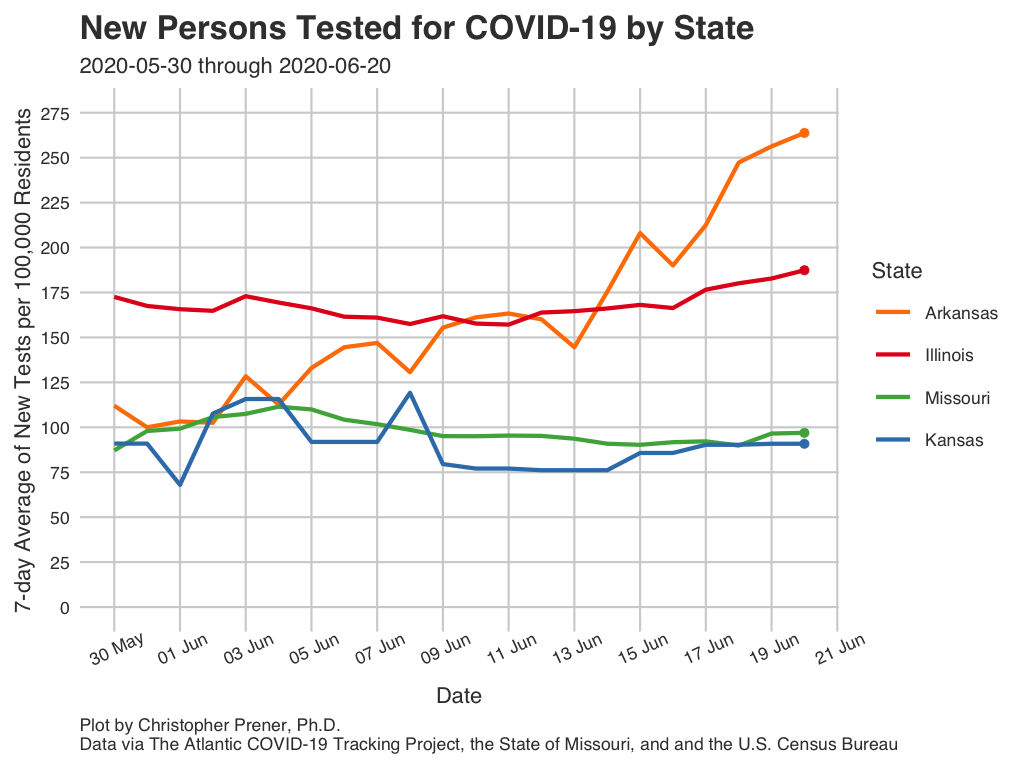 New Persons Tested for COVID-19 by State
2020-05-30 through 2020-06-20
7-day Average of New Tests per 100,000 Residents
275
250
225
200
175
150
125
100
75
50
25
0
30 May
01 Jun
03 Jun
05 Jun
07 Jun
09 Jun
11 Jun
13 Jun
15 Jun
17 Jun
19 Jun
21 Jun
Date
State
Arkansas
Illinois
Missouri
Kansas
Plot by Christopher Prener, Ph.D.
Data via The Atlantic COVID-19 Tracking Project, the State of Missouri, and and the U.S. Census Bureau